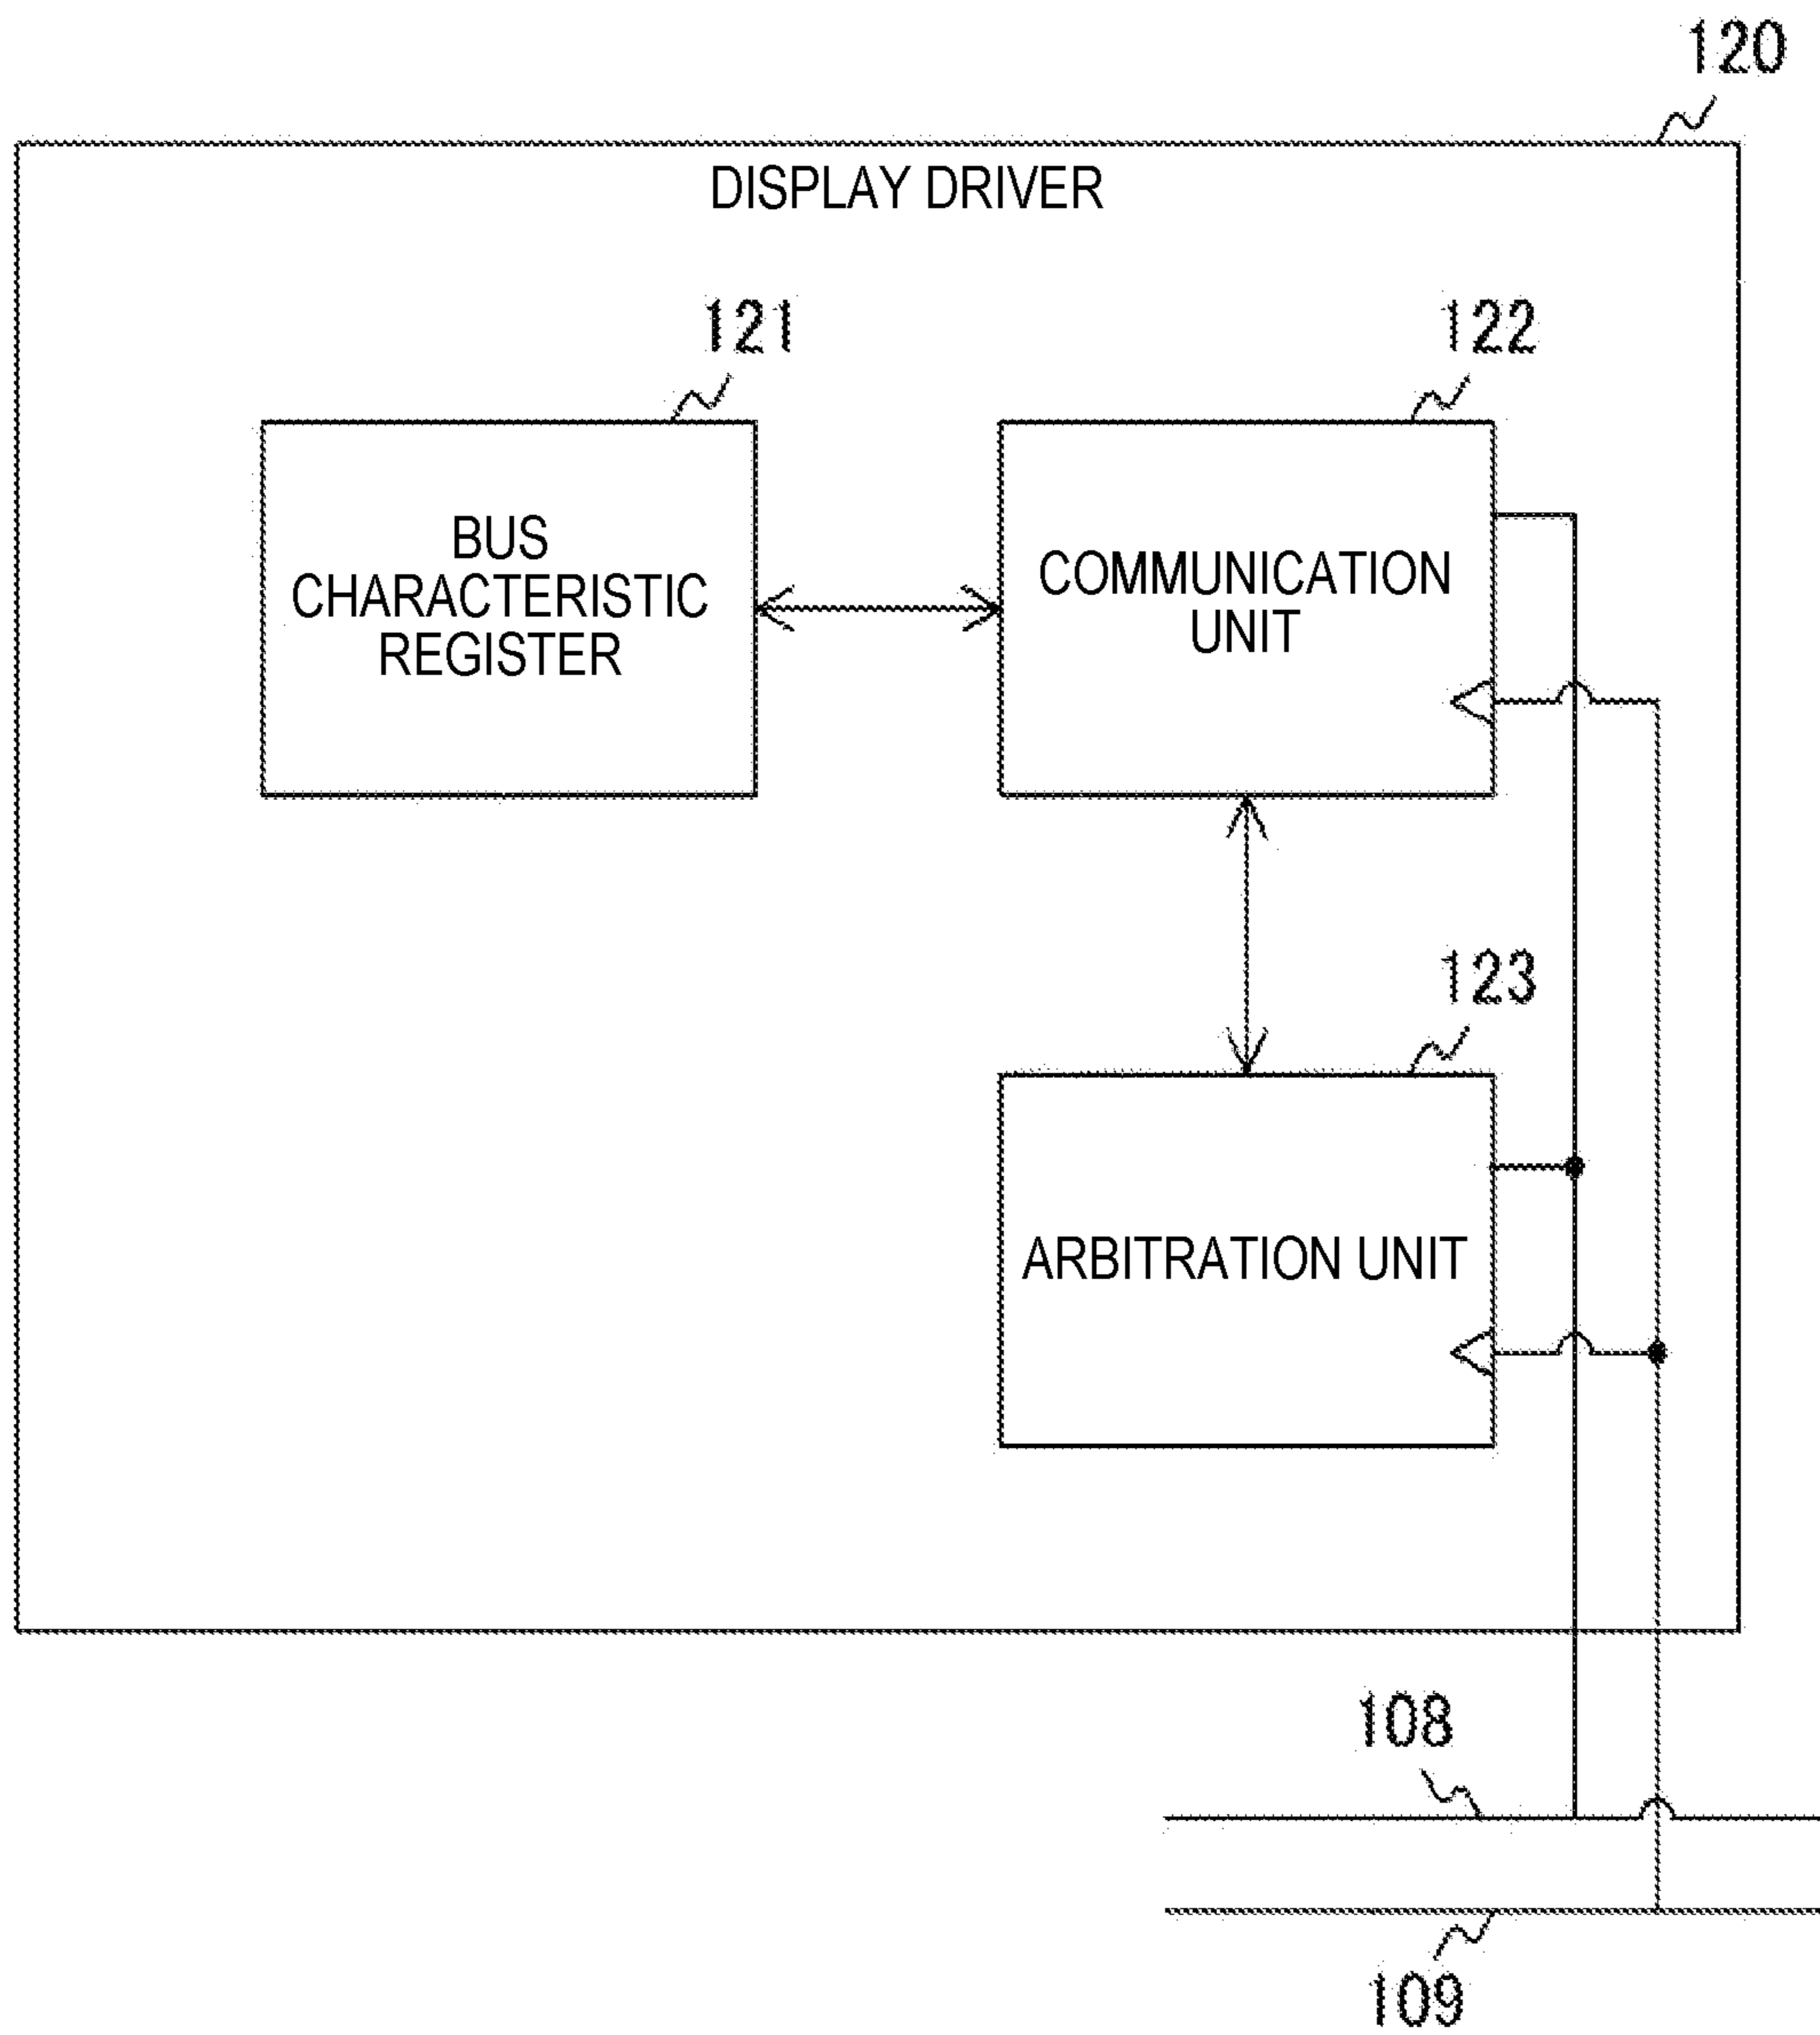 120
DISPLAY DRIVER
121
122
BUS
CHARACTERISTIC
REGISTER
COMMUNICATION
UNIT
123
ARBITRATION UNIT
108
109